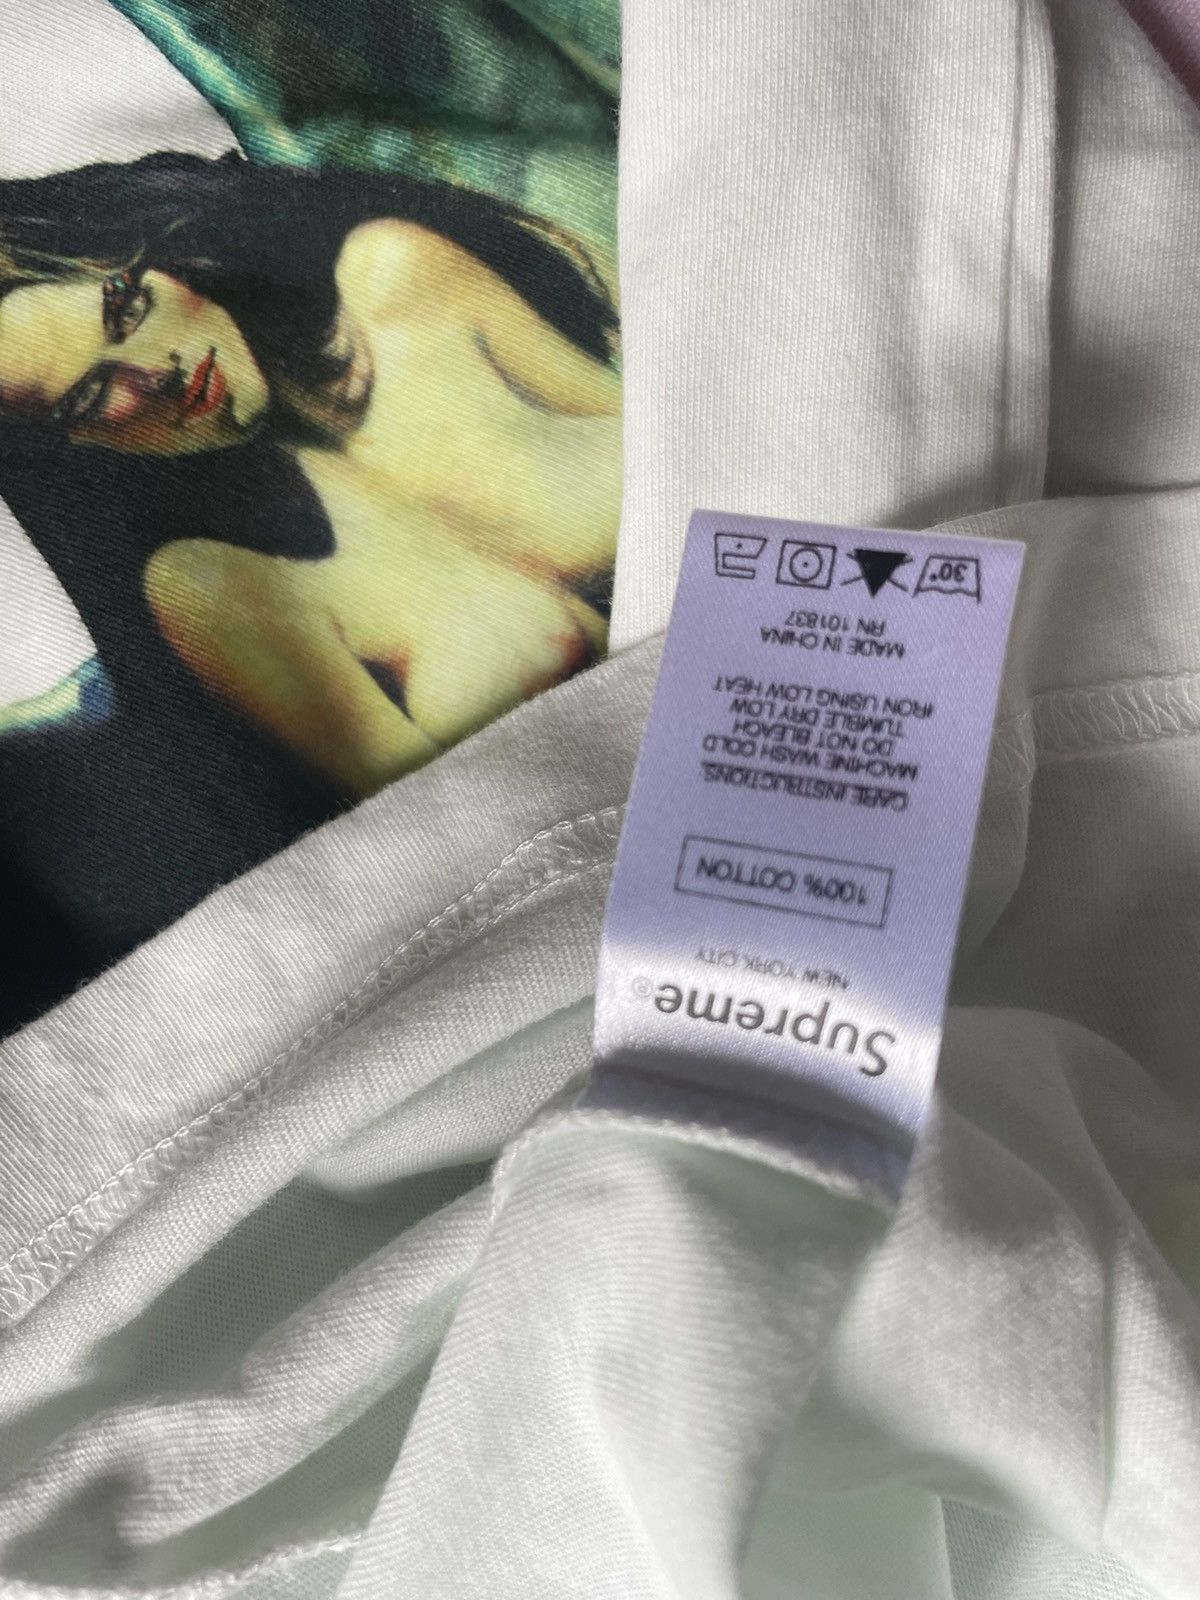 Supreme®
NEW YORK CITY
100% COTTON
CARE INSTRUCTIONS
MACHINE WASH COLD
DO NOT BLEACH
TUMBLE DRY LOW
IRON USING LOW HEAT
MADE IN CHINA
RN 101837
30°